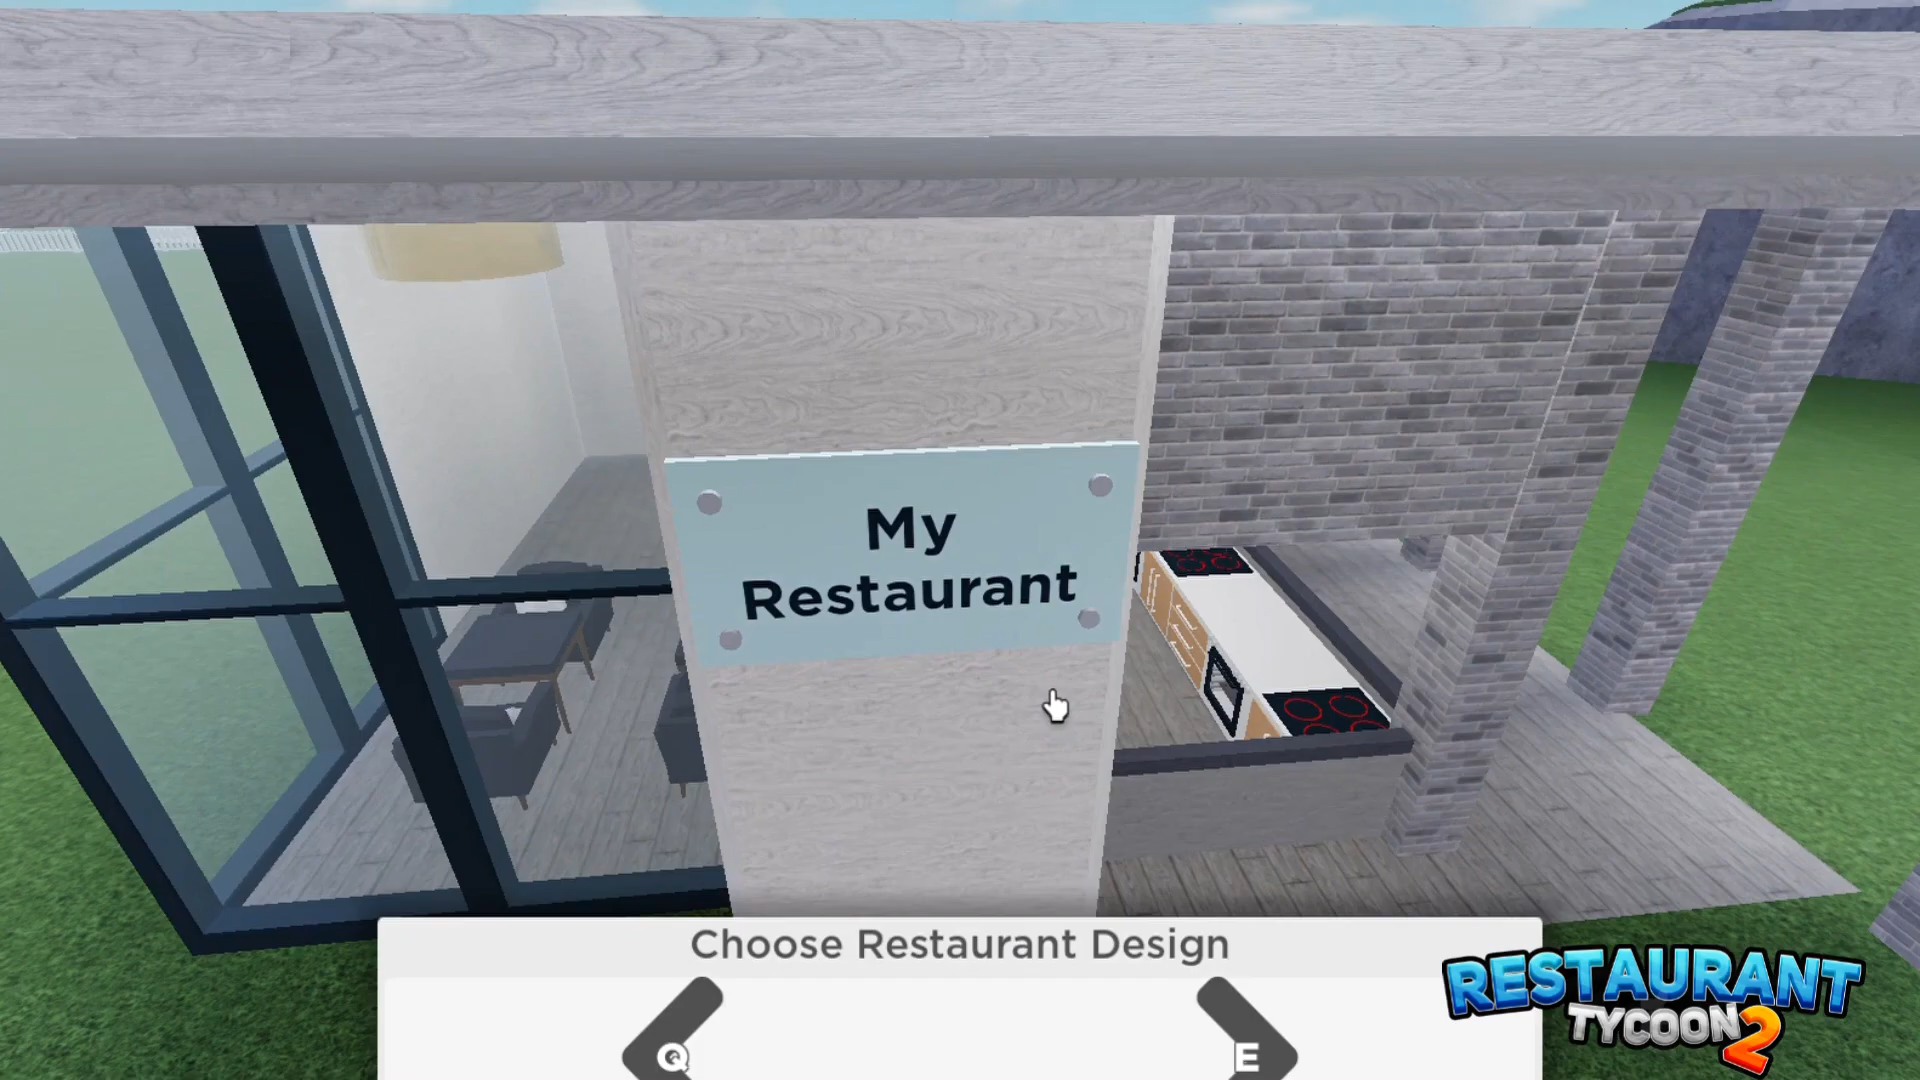 My
Restaurant
Choose Restaurant Design
Q
E
RESTAURANT
TYCOON 2